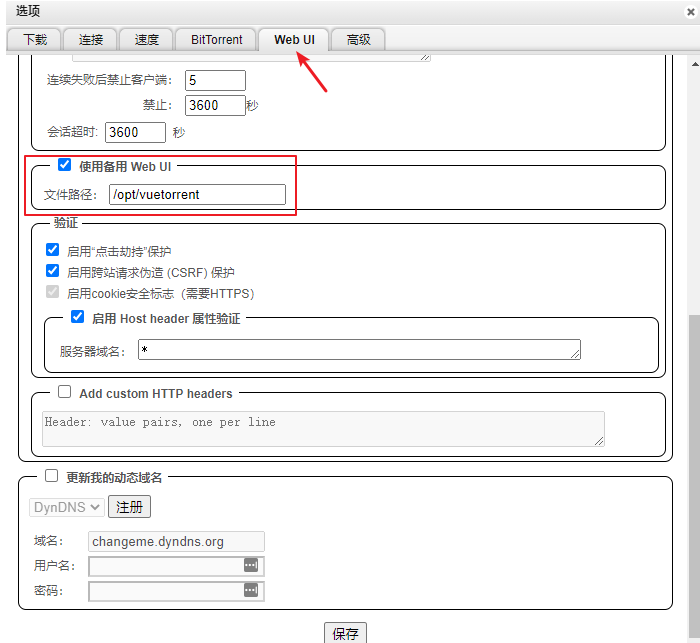 选项
下载 连接 速度 BitTorrent Web UI 高级
连续失败后禁止客户端： 5
禁止： 3600 秒
会话超时: 3600 秒
使用备用 Web UI
文件路径： /opt/vuetorrent
验证
启用“点击劫持”保护
启用跨站请求伪造 (CSRF) 保护
启用cookie安全标志（需要HTTPS）
启用 Host header 属性验证
服务器域名： *
Add custom HTTP headers
Header: value pairs, one per line
更新我的动态域名
DynDNS 注册
域名： changeme.dyndns.org
用户名：
密码：
保存